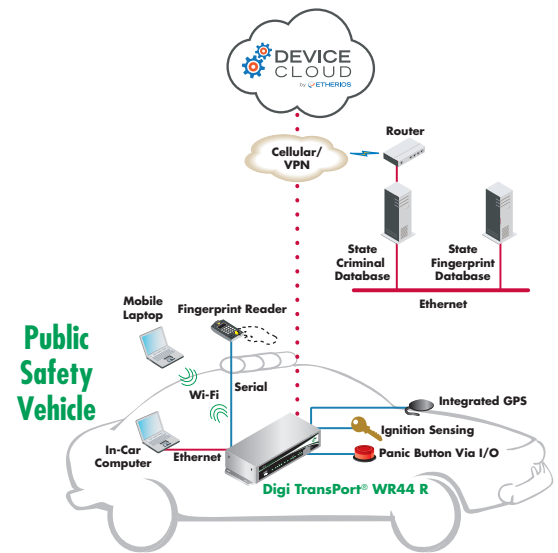 DEVICE
CLOUD
by ETHERIOS
Router
Cellular/
VPN
State
Criminal
Database
State
Fingerprint
Database
Ethernet
Mobile
Laptop
Fingerprint Reader
Public
Safety
Vehicle
Wi-Fi
Serial
Integrated GPS
Ignition Sensing
In-Car
Computer
Ethernet
Panic Button Via I/O
Digi TransPort® WR44 R